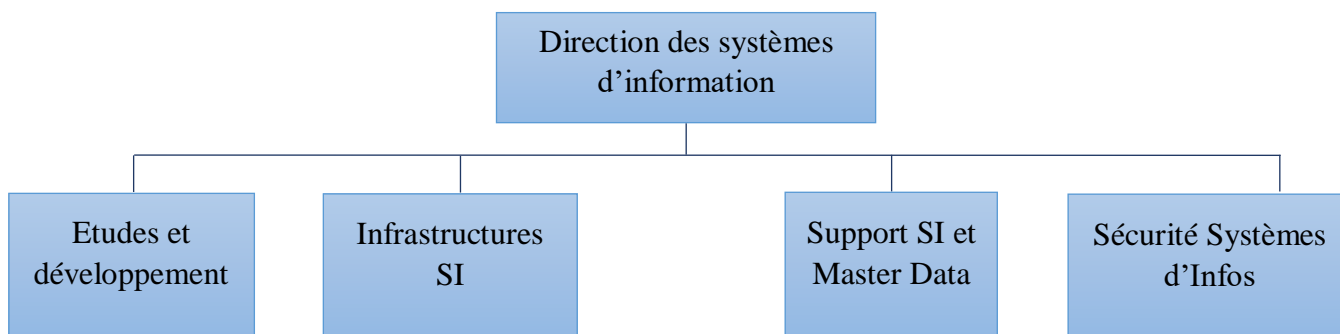 Direction des systèmes
d’information
Etudes et
développement
Infrastructures
SI
Support SI et
Master Data
Sécurité Systèmes
d’Infos